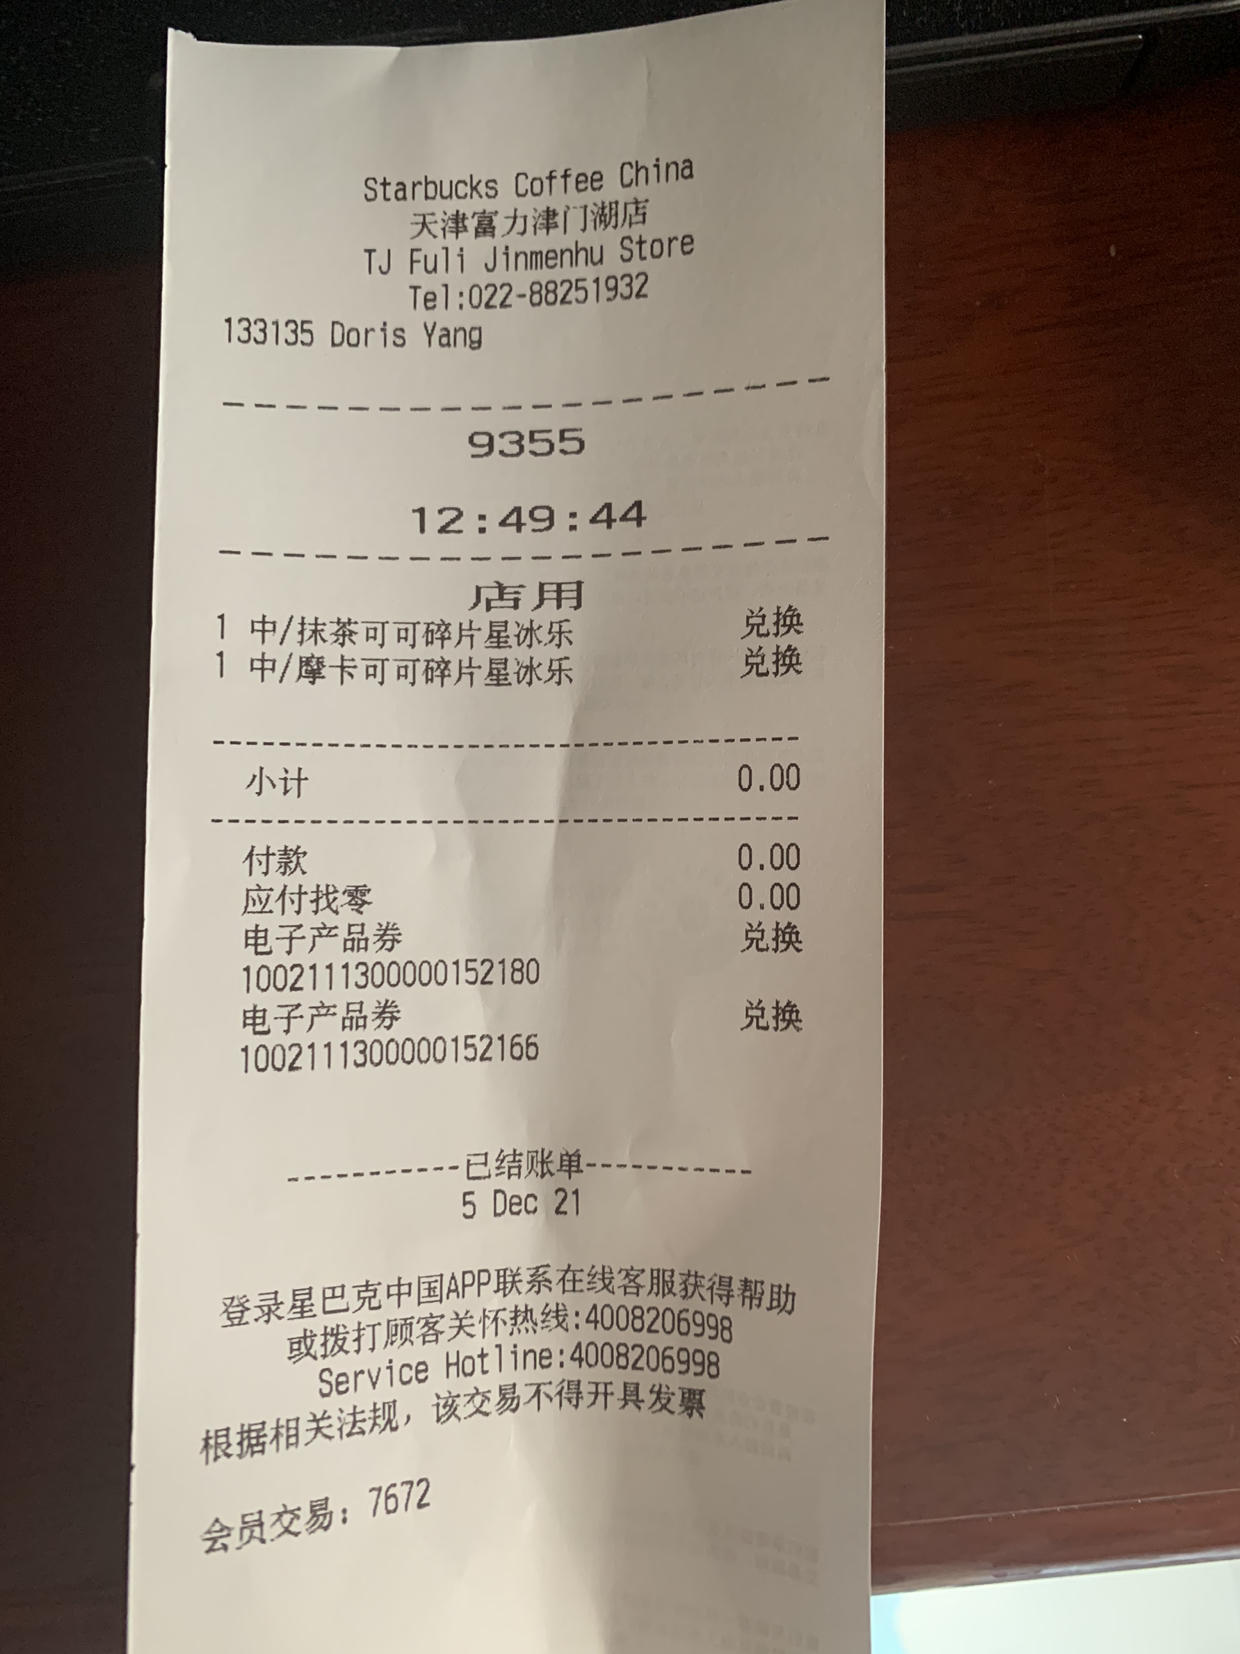 Starbucks Coffee China
天津富力津门湖店
TJ Fuli Jinmenhu Store
Tel:022-88251932
133135 Doris Yang
9355
12:49:44
店用
1 中/抹茶可可碎片星冰乐 兑换
1 中/摩卡可可碎片星冰乐 兑换
小计 0.00
付款 0.00
应付找零 0.00
电子产品券 兑换
1002111300000152180
电子产品券 兑换
1002111300000152166
----------已结账单-----------
5 Dec 21
登录星巴克中国APP联系在线客服获得帮助
或拨打顾客关怀热线:4008206998
Service Hotline:4008206998
根据相关法规，该交易不得开具发票
会员交易：7672